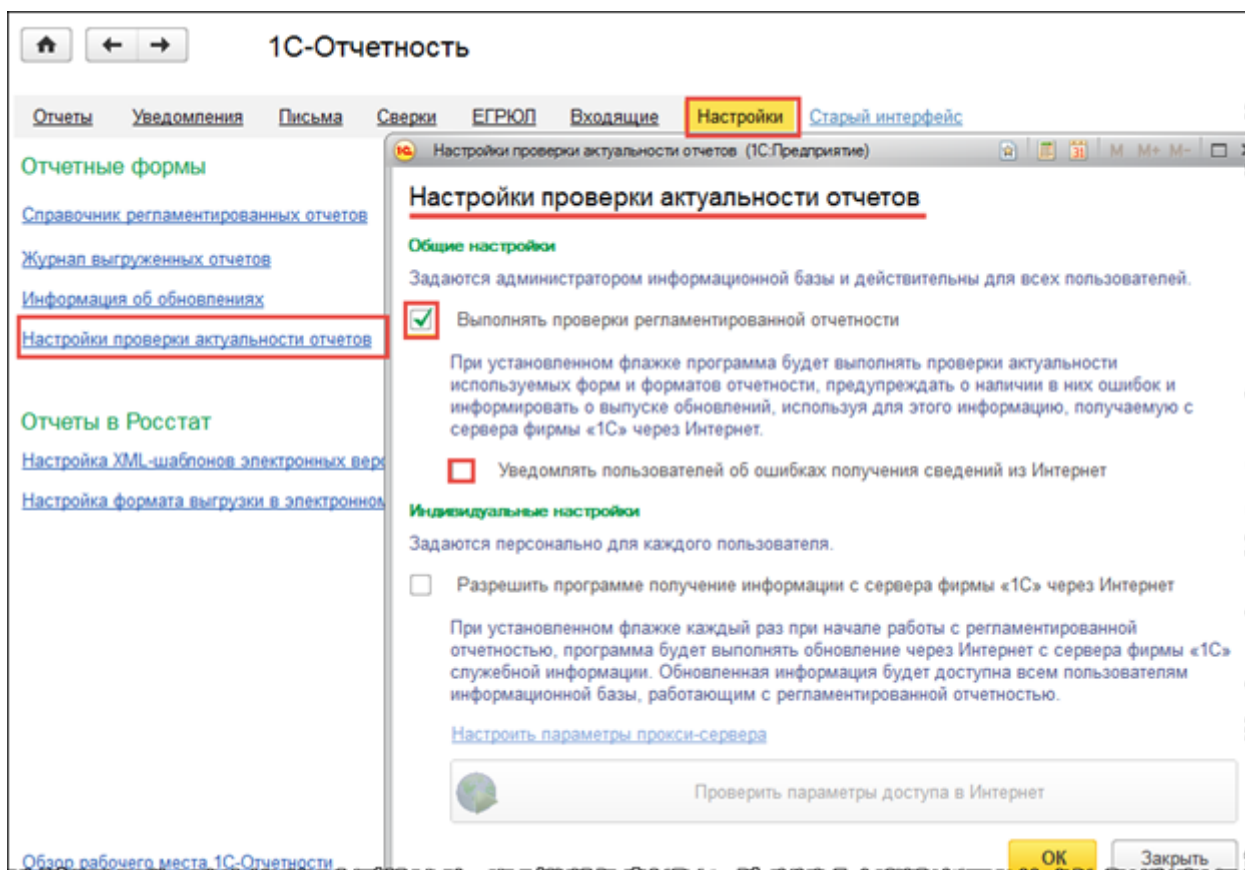 1С-Отчетность
Отчеты Уведомления Письма Сверки ЕГРЮЛ Входящие Настройки Старый интерфейс
Настройки проверки актуальности отчетов (1С:Предприятие) 31 M M+ M-
Отчетные формы
Справочник регламентированных отчетов
Журнал выгруженных отчетов
Информация об обновлениях
Настройки проверки актуальности отчетов
Отчеты в Росстат
Настройка XML-шаблонов электронных
Настройка формата выгрузки в электронном
Обзор рабочего места 1С-Отчетности
Настройки проверки актуальности отчетов
Общие настройки
Задаются администратором информационной базы и действительны для всех пользователей.
Выполнять проверки регламентированной отчетности
При установленном флажке программа будет выполнять проверки актуальности
используемых форм и форматов отчетности, предупреждать о наличии в них ошибок и
информировать о выпуске обновлений, используя для этого информацию, получаемую с
сервера фирмы «1С» через Интернет.
Уведомлять пользователей об ошибках получения сведений из Интернет
Индивидуальные настройки
Задаются персонально для каждого пользователя.
Разрешить программе получение информации с сервера фирмы «1С» через Интернет
При установленном флажке каждый раз при начале работы с регламентированной
отчетностью, программа будет выполнять обновление через Интернет с сервера фирмы «1С»
служебной информации. Обновленная информация будет доступна всем пользователям
информационной базы, работающим с регламентированной отчетностью.
Настроить параметры прокси-сервера
Проверить параметры доступа в Интернет
ОК Закрыть